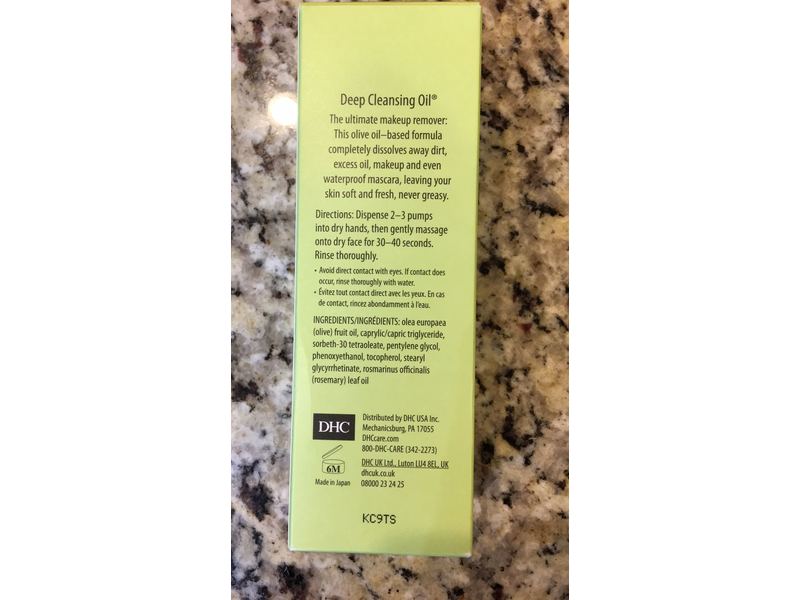 Deep Cleansing Oil®
The ultimate makeup remover:
This olive oil–based formula
completely dissolves away dirt,
excess oil, makeup and even
waterproof mascara, leaving your
skin soft and fresh, never greasy.
Directions: Dispense 2–3 pumps
into dry hands, then gently massage
onto dry face for 30–40 seconds.
Rinse thoroughly.
• Avoid direct contact with eyes. If contact does
occur, rinse thoroughly with water.
• Évitez tout contact direct avec les yeux. En cas
de contact, rincez abondamment à l'eau.
INGREDIENTS/INGRÉDIENTS: olea europaea
(olive) fruit oil, caprylic/capric triglyceride,
sorbeth-30 tetraoleate, pentylene glycol,
phenoxyethanol, tocopherol, stearyl
glycyrrhetinate, rosmarinus officinalis
(rosemary) leaf oil
DHC
Distributed by DHC USA Inc.
Mechanicsburg, PA 17055
DHCcare.com
800-DHC-CARE (342-2273)
6M
DHC UK Ltd., Luton LU4 8EL, UK
dhcuk.co.uk
Made in Japan
08000 23 24 25
KC9TS